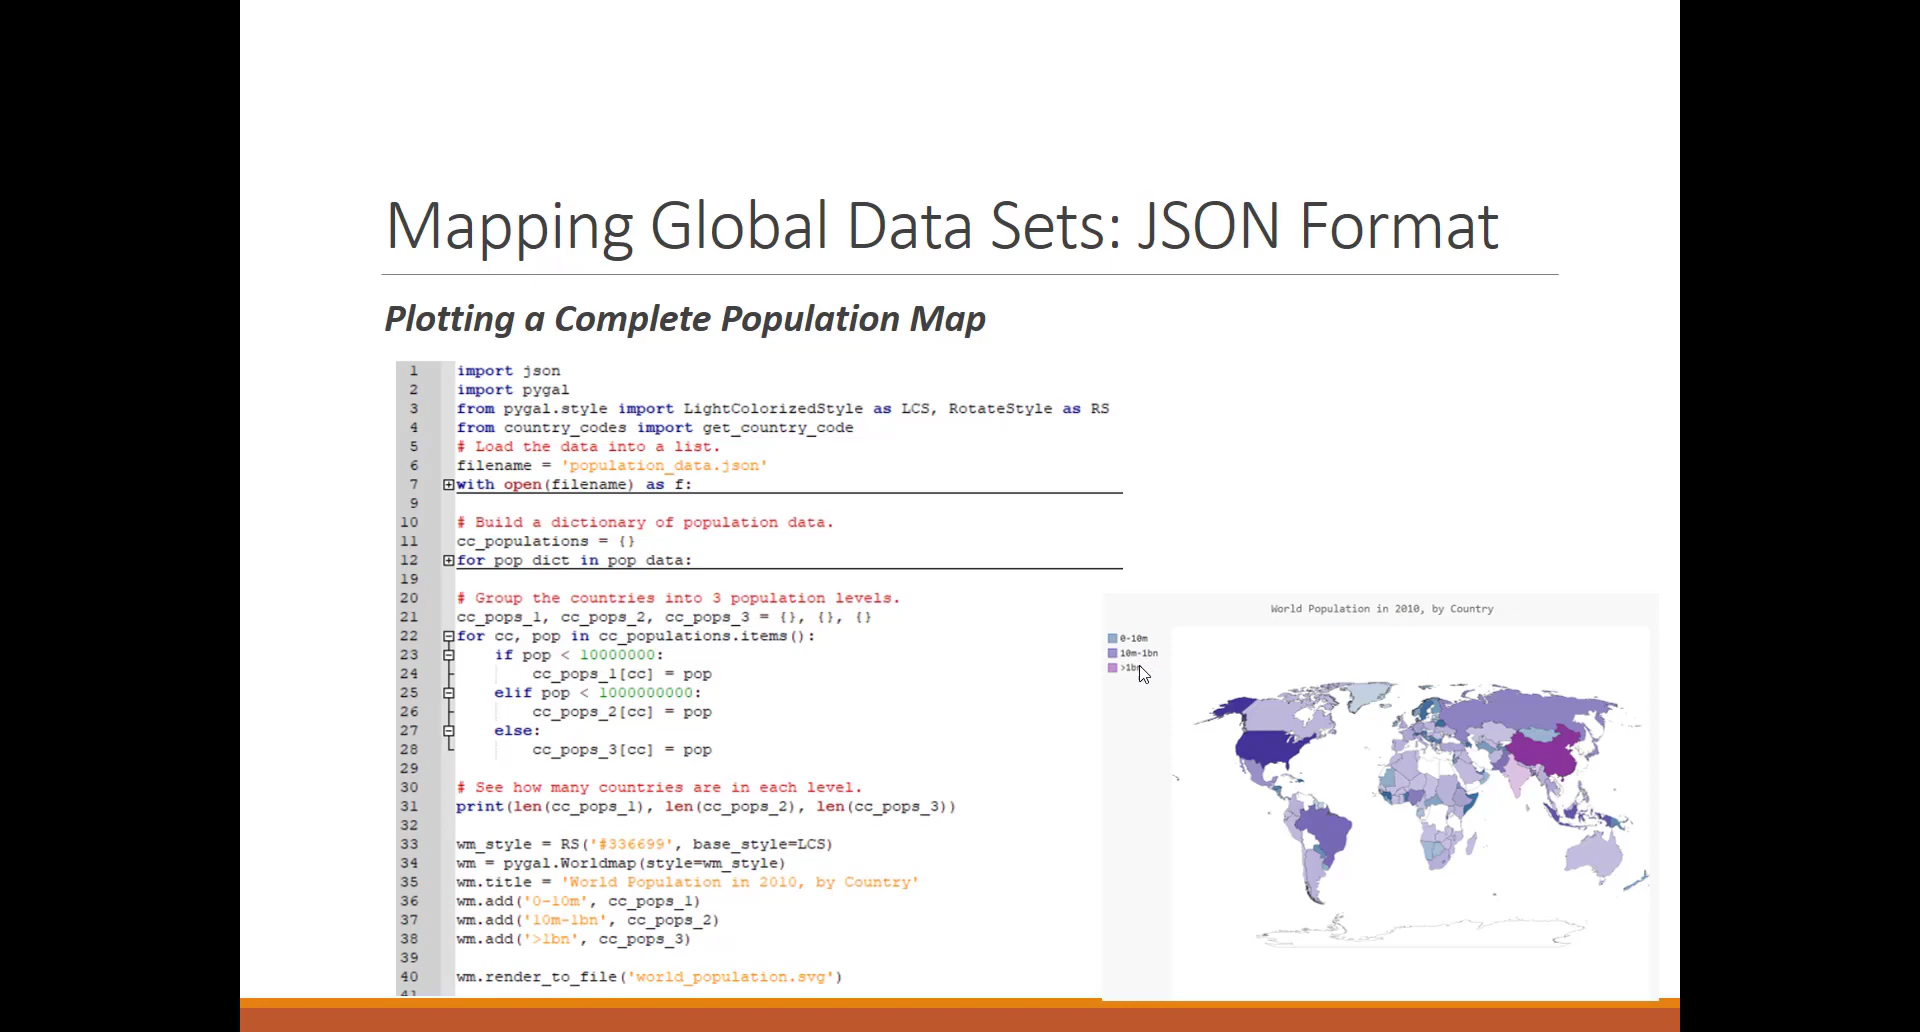 Mapping Global Data Sets: JSON Format
Plotting a Complete Population Map
1 import json
2 import pygal
3 from pygal.style import LightColorizedStyle as LCS, RotateStyle as RS
4 from country_codes import get_country_code
5 # Load the data into a list.
6 filename = 'population_data.json'
7 with open(filename) as f:
9
10 # Build a dictionary of population data.
11 cc_populations = {}
12 for pop_dict in pop_data:
19
20 # Group the countries into 3 population levels.
21 cc_pops_1, cc_pops_2, cc_pops_3 = {}, {}, {}
22 for cc, pop in cc_populations.items():
23 if pop < 10000000:
24 cc_pops_1[cc] = pop
25 elif pop < 1000000000:
26 cc_pops_2[cc] = pop
27 else:
28 cc_pops_3[cc] = pop
29
30 # See how many countries are in each level.
31 print(len(cc_pops_1), len(cc_pops_2), len(cc_pops_3))
32
33 wm_style = RS('#336699', base_style=LCS)
34 wm = pygal.Worldmap(style=wm_style)
35 wm.title = 'World Population in 2010, by Country'
36 wm.add('0-10m', cc_pops_1)
37 wm.add('10m-1bn', cc_pops_2)
38 wm.add('>1bn', cc_pops_3)
39
40 wm.render_to_file('world_population.svg')
41
World Population in 2010, by Country
0-10m
10m-1bn
>1bn